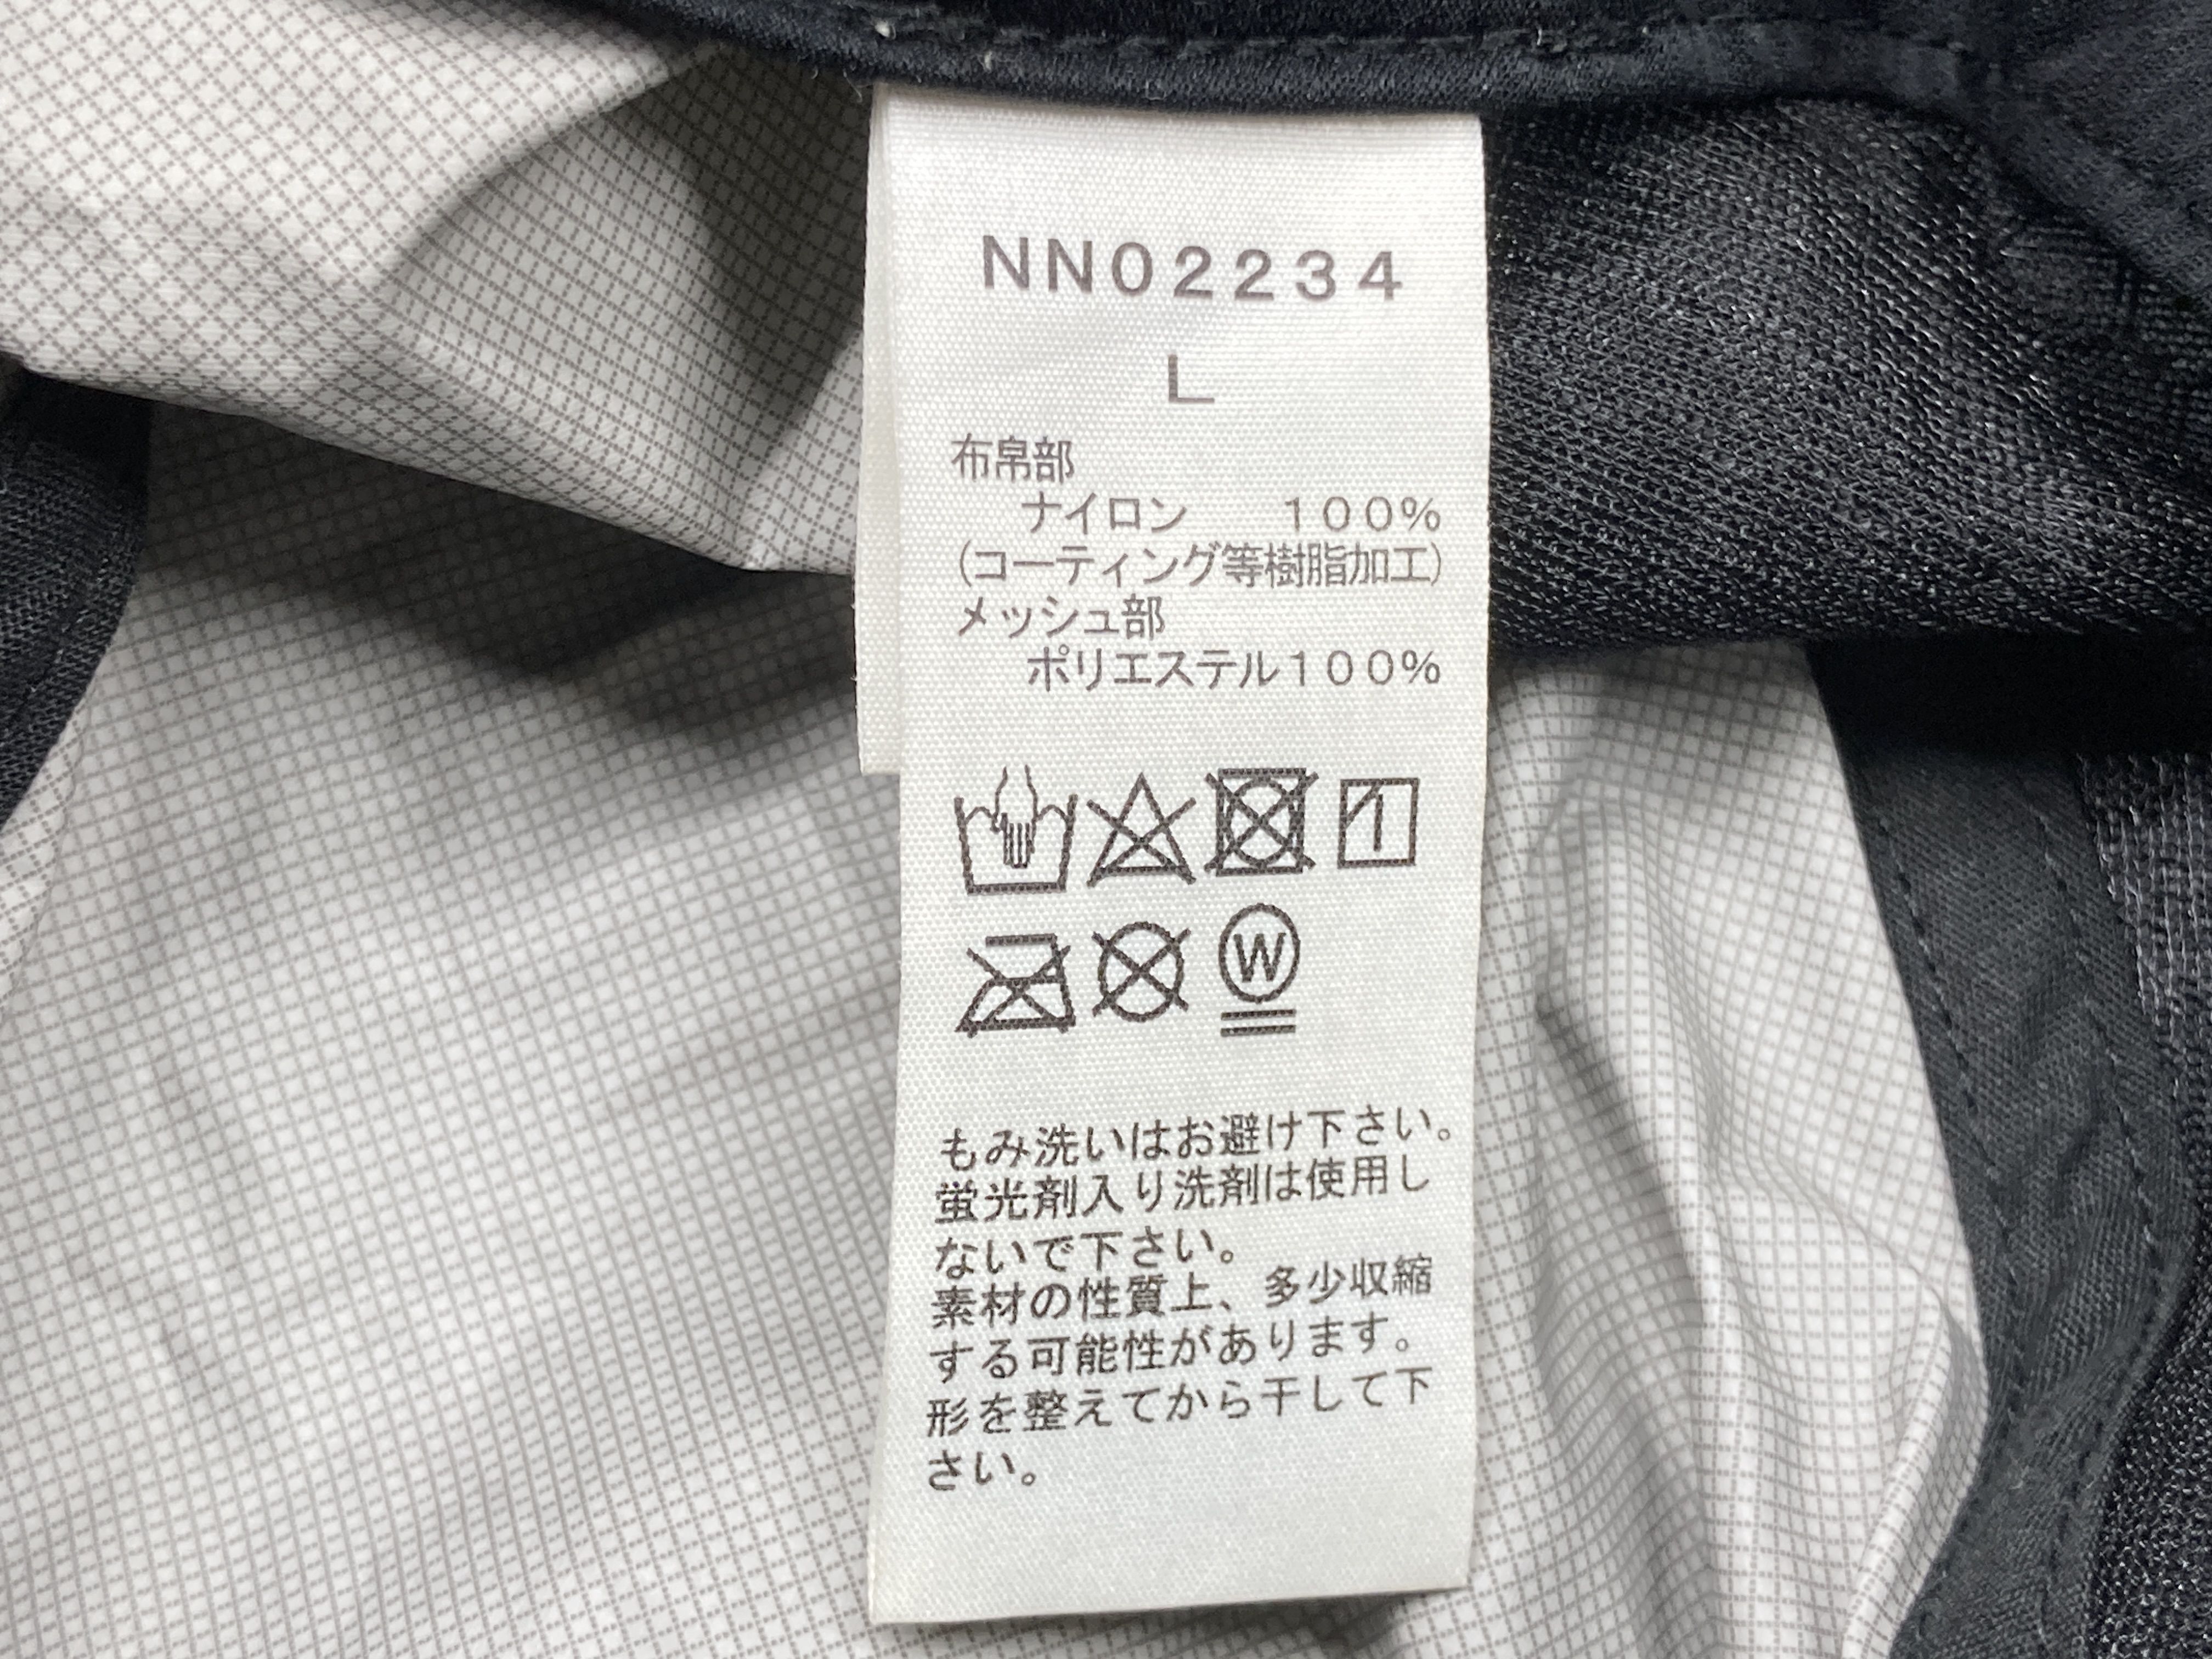 NN02234
L
布帛部
ナイロン 100%
(コーティング等樹脂加工)
メッシュ部
ポリエステル100%
W
もみ洗いはお避け下さい。
蛍光剤入り洗剤は使用し
ないで下さい。
素材の性質上、多少収縮
する可能性があります。
形を整えてから干して下
さい。